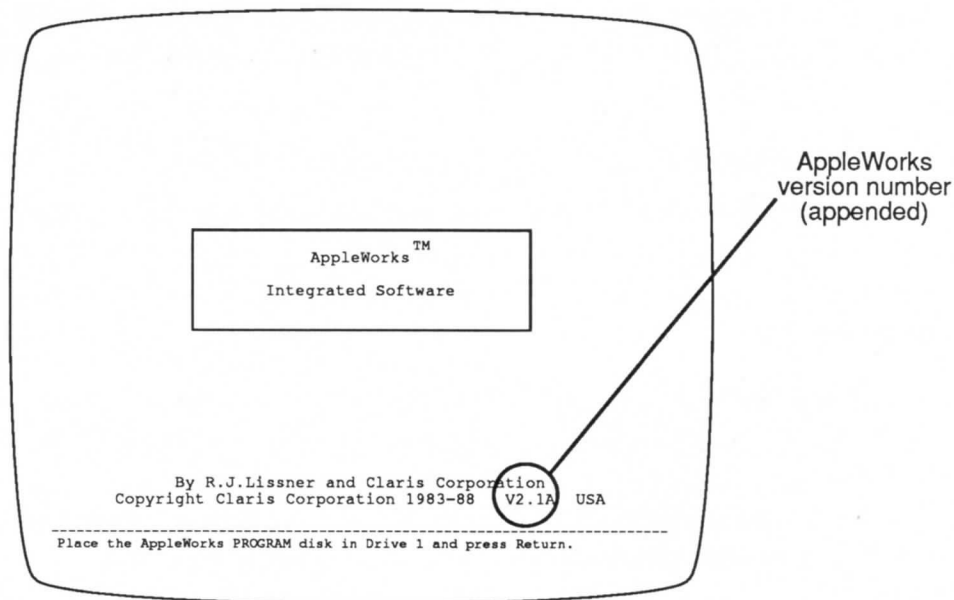 AppleWorks™
Integrated Software
By R.J.Lissner and Claris Corporation
Copyright Claris Corporation 1983-88 V2.1A USA
Place the AppleWorks PROGRAM disk in Drive 1 and press Return.
AppleWorks
version number
(appended)